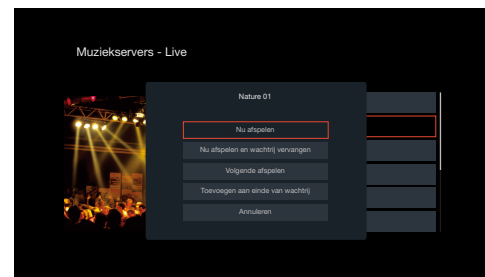 Muziekservers - Live
Nature 01
Nu afspelen
Nu afspelen en wachtrij vervangen
Volgende afspelen
Toevoegen aan einde van wachtrij
Annuleren